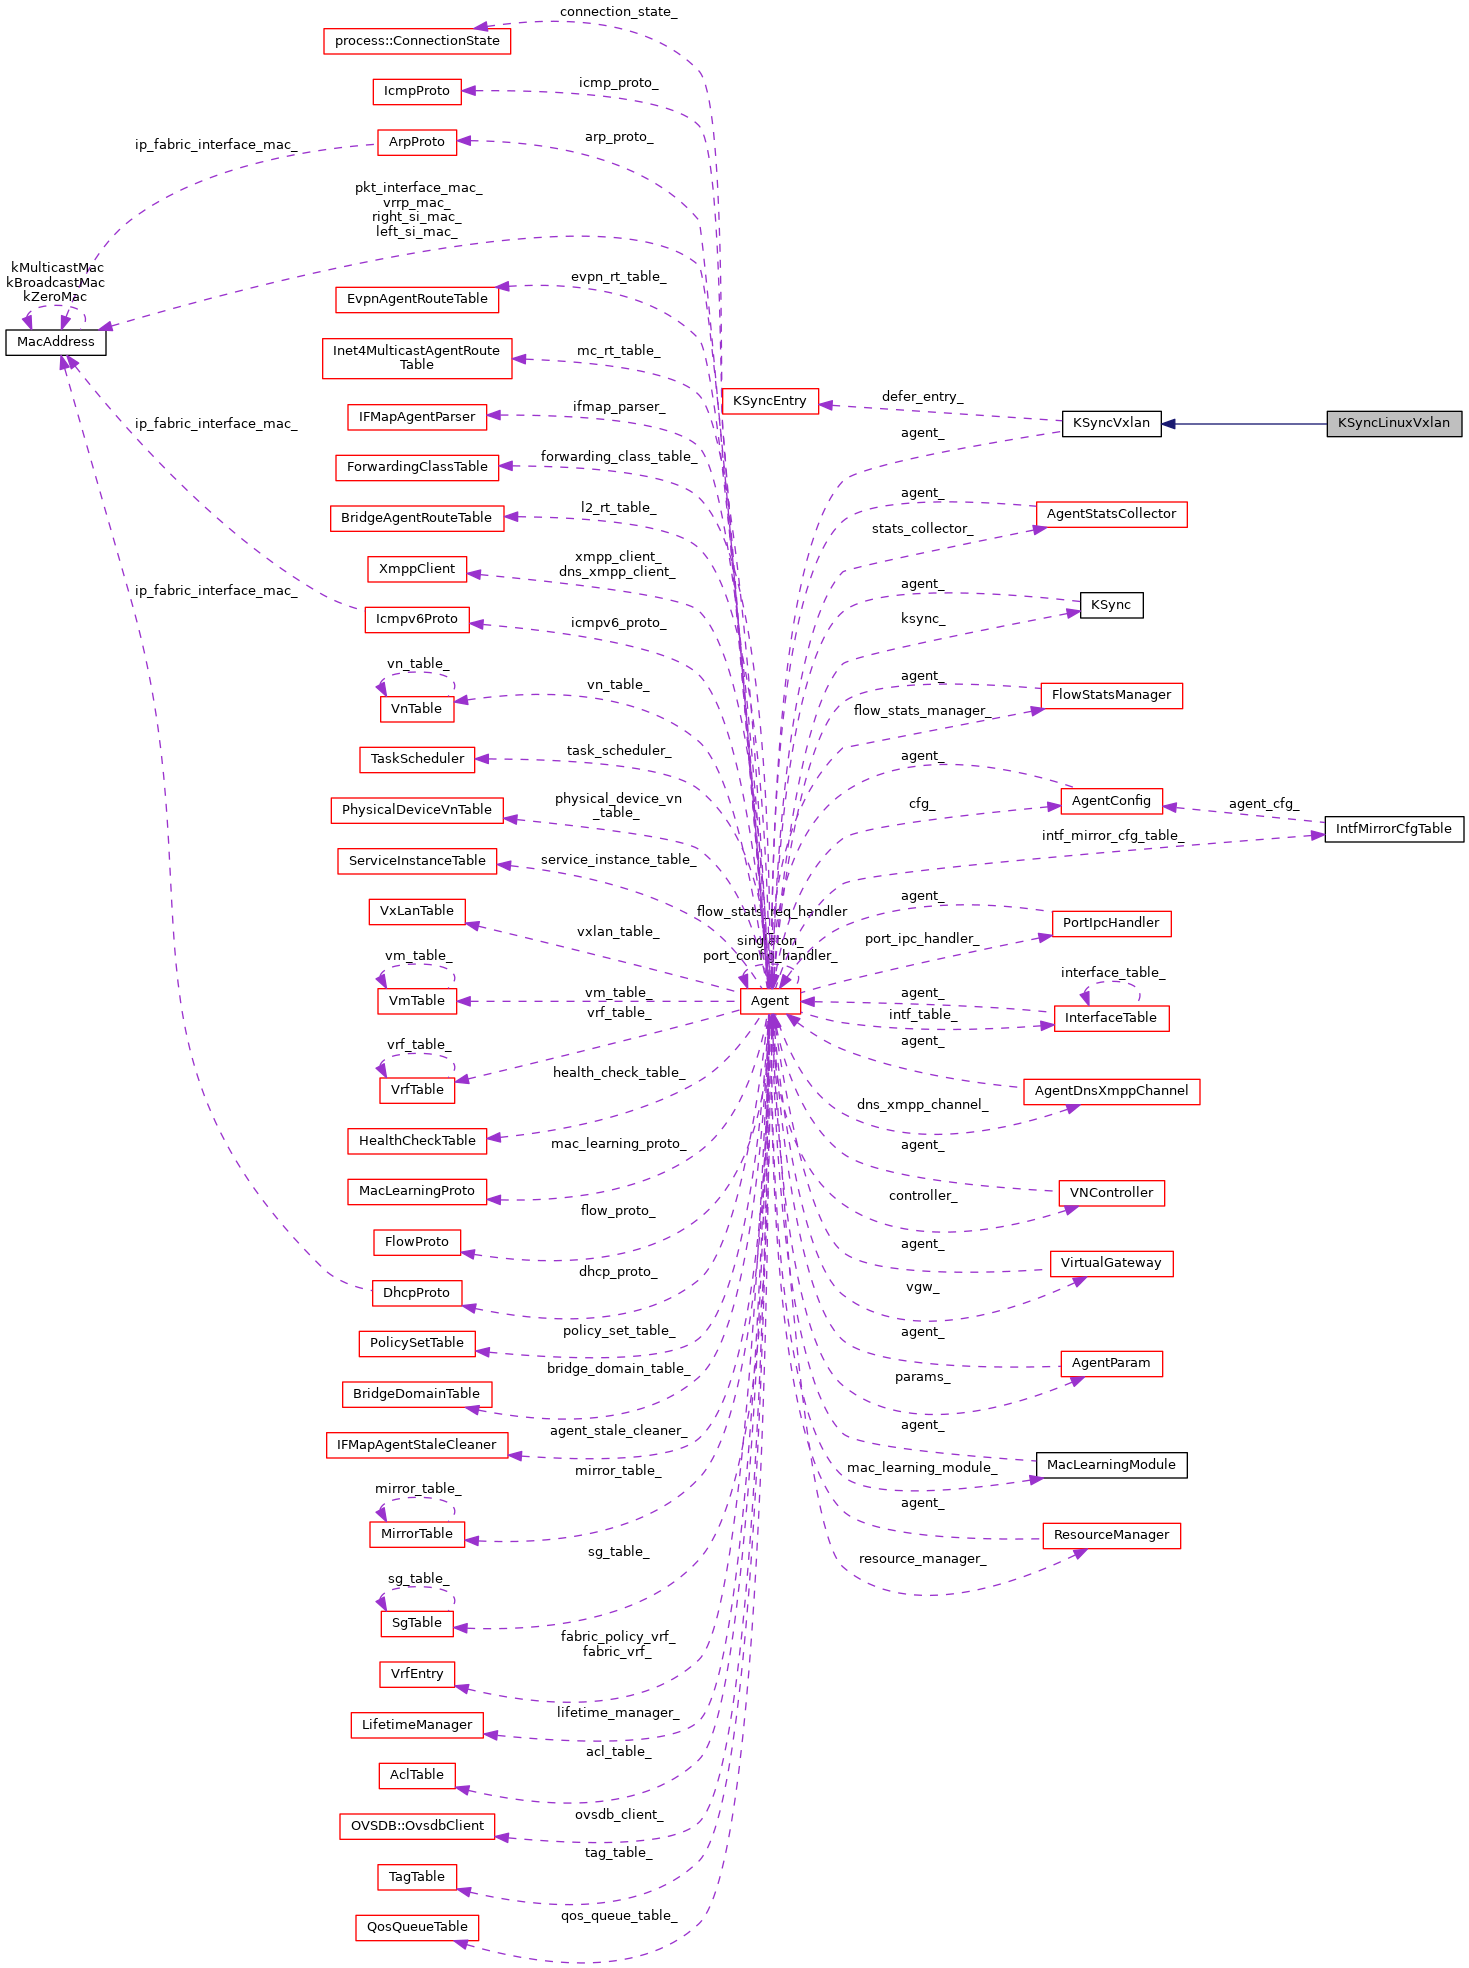 connection_state_
process::ConnectionState
icmp_proto_
IcmpProto
arp_proto_
ArpProto
ip_fabric_interface_mac_
pkt_interface_mac_
vrrp_mac_
right_si_mac_
left_si_mac_
kMulticastMac
kBroadcastMac
kZeroMac
MacAddress
evpn_rt_table_
EvpnAgentRouteTable
mc_rt_table_
Inet4MulticastAgentRoute
Table
ifmap_parser_
IFMapAgentParser
ip_fabric_interface_mac_
forwarding_class_table_
ForwardingClassTable
l2_rt_table_
BridgeAgentRouteTable
xmpp_client_
dns_xmpp_client_
XmppClient
ip_fabric_interface_mac_
icmpv6_proto_
Icmpv6Proto
vn_table_
vn_table_
VnTable
task_scheduler_
TaskScheduler
physical_device_vn
_table_
PhysicalDeviceVnTable
service_instance_table_
ServiceInstanceTable
VxLanTable
vxlan_table_
vm_table_
VmTable
vm_table_
vrf_table_
vrf_table_
VrfTable
health_check_table_
HealthCheckTable
mac_learning_proto_
MacLearningProto
flow_proto_
FlowProto
dhcp_proto_
DhcpProto
policy_set_table_
PolicySetTable
bridge_domain_table_
BridgeDomainTable
agent_stale_cleaner_
IFMapAgentStaleCleaner
mirror_table_
mirror_table_
MirrorTable
sg_table_
sg_table_
SgTable
fabric_policy_vrf_
fabric_vrf_
VrfEntry
lifetime_manager_
LifetimeManager
acl_table_
AclTable
ovsdb_client_
OVSDB::OvsdbClient
tag_table_
TagTable
qos_queue_table_
QosQueueTable
KSyncEntry
defer_entry_
KSyncVxlan
KSyncLinuxVxlan
agent_
agent_
AgentStatsCollector
stats_collector_
agent_
KSync
ksync_
agent_
FlowStatsManager
flow_stats_manager_
agent_
AgentConfig
cfg_
agent_cfg_
IntfMirrorCfgTable
intf_mirror_cfg_table_
flow_stats_req_handler
_
singleton_
port_config_handler_
Agent
agent_
PortIpcHandler
port_ipc_handler_
interface_table_
agent_
InterfaceTable
intf_table_
agent_
AgentDnsXmppChannel
dns_xmpp_channel_
agent_
VNController
controller_
agent_
VirtualGateway
vgw_
agent_
AgentParam
params_
agent_
MacLearningModule
mac_learning_module_
agent_
ResourceManager
resource_manager_